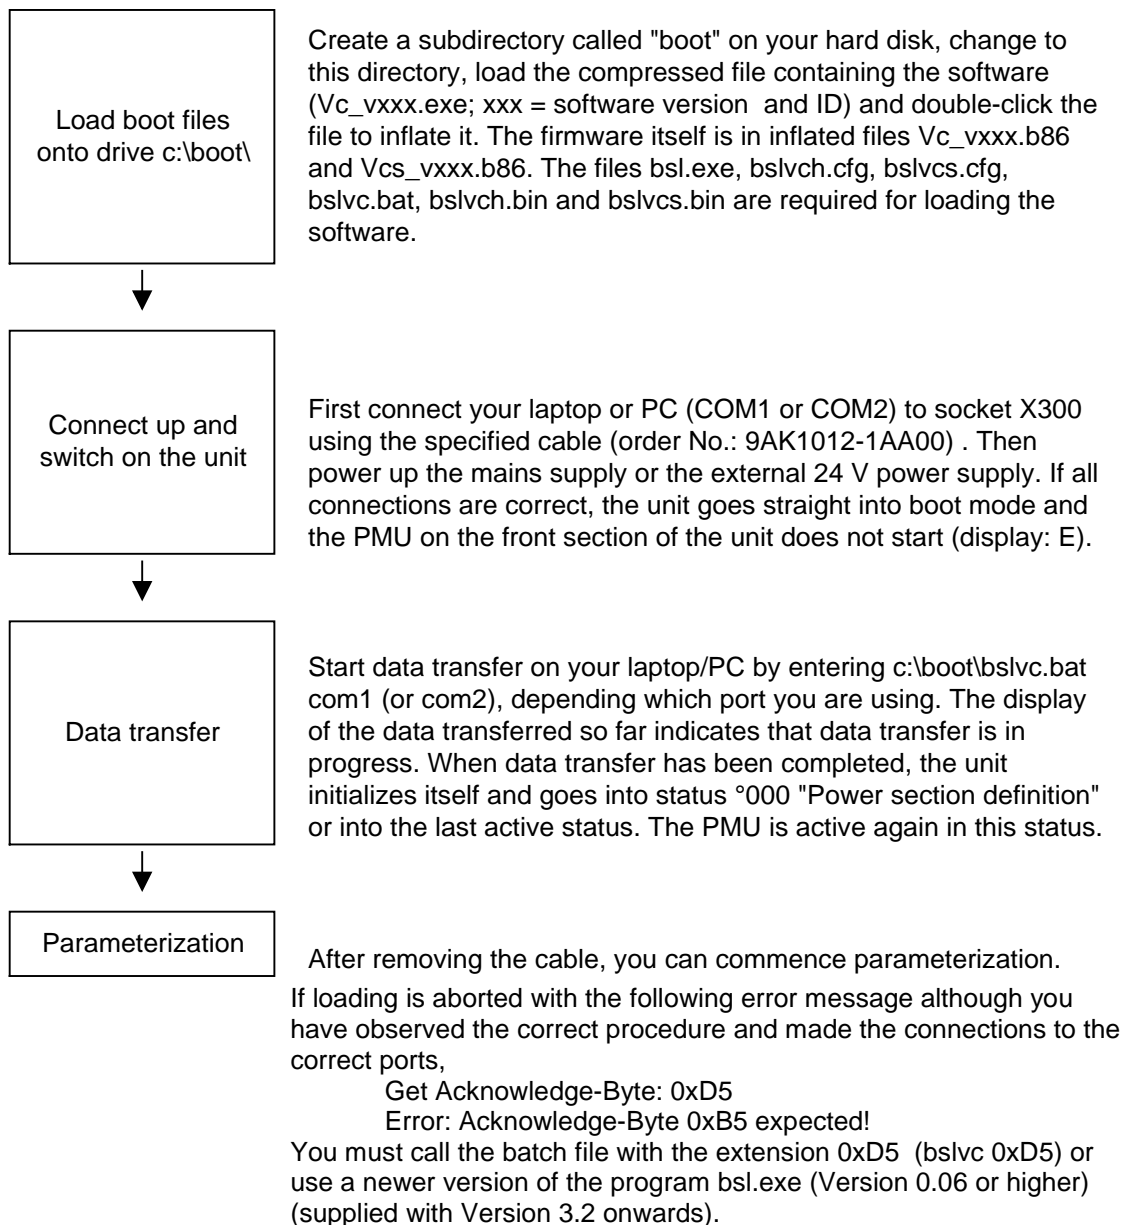 Load boot files
onto drive c:\boot\
Create a subdirectory called "boot" on your hard disk, change to
this directory, load the compressed file containing the software
(Vc_vxxx.exe; xxx = software version  and ID) and double-click the
file to inflate it. The firmware itself is in inflated files Vc_vxxx.b86
and Vcs_vxxx.b86. The files bsl.exe, bslvch.cfg, bslvcs.cfg,
bslvc.bat, bslvch.bin and bslvcs.bin are required for loading the
software.
Connect up and
switch on the unit
First connect your laptop or PC (COM1 or COM2) to socket X300
using the specified cable (order No.: 9AK1012-1AA00) . Then
power up the mains supply or the external 24 V power supply. If all
connections are correct, the unit goes straight into boot mode and
the PMU on the front section of the unit does not start (display: E).
Data transfer
Start data transfer on your laptop/PC by entering c:\boot\bslvc.bat
com1 (or com2), depending which port you are using. The display
of the data transferred so far indicates that data transfer is in
progress. When data transfer has been completed, the unit
initializes itself and goes into status °000 "Power section definition"
or into the last active status. The PMU is active again in this status.
Parameterization
After removing the cable, you can commence parameterization.
If loading is aborted with the following error message although you
have observed the correct procedure and made the connections to the
correct ports,
Get Acknowledge-Byte: 0xD5
Error: Acknowledge-Byte 0xB5 expected!
You must call the batch file with the extension 0xD5  (bslvc 0xD5) or
use a newer version of the program bsl.exe (Version 0.06 or higher)
(supplied with Version 3.2 onwards).